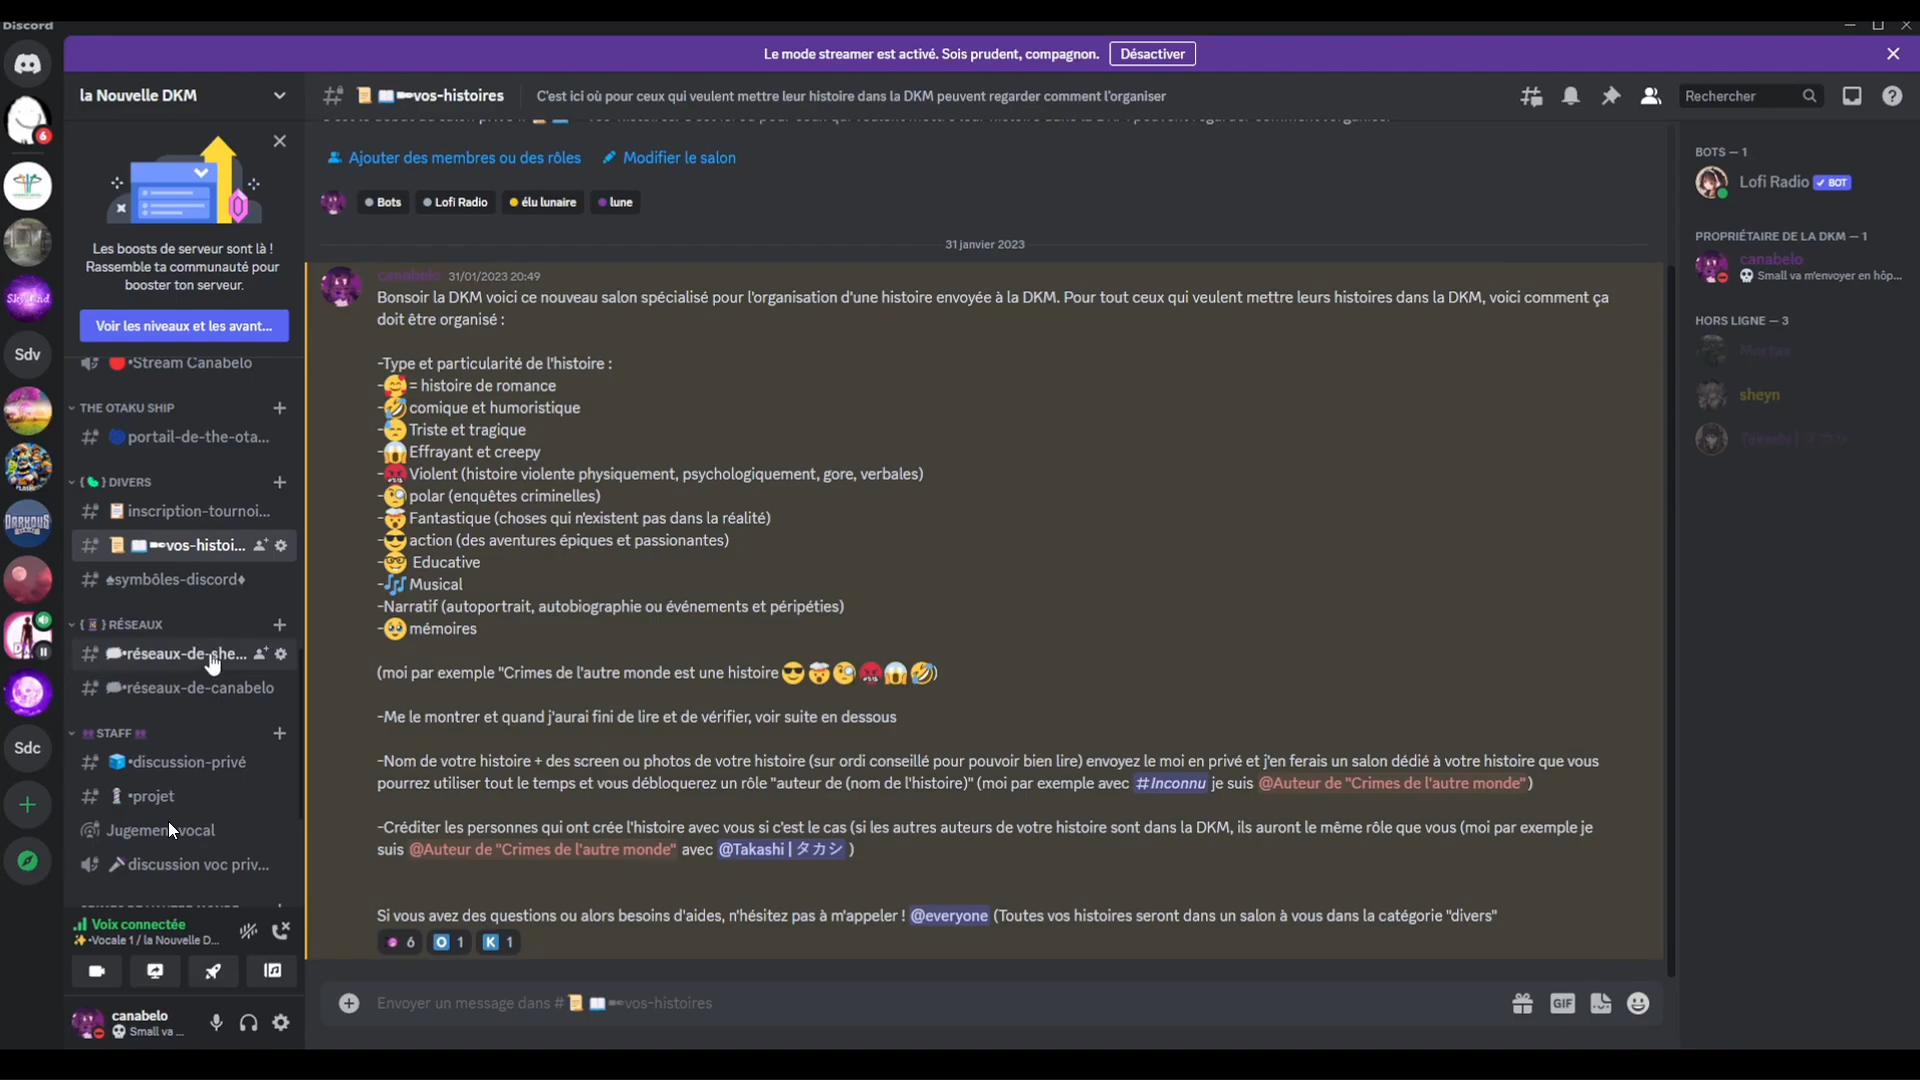 Discord
Le mode streamer est activé. Sois prudent, compagnon. Désactiver
la Nouvelle DKM
vos-histoires
C'est ici où pour ceux qui veulent mettre leur histoire dans la DKM peuvent regarder comment l'organiser
Rechercher
6
Skyland
Sdv
DARKOUS
Sdc
Les boosts de serveur sont là !
Rassemble ta communauté pour
booster ton serveur.
Voir les niveaux et les avant...
•Stream Canabelo
THE OTAKU SHIP
portail-de-the-ota...
{🦠} DIVERS
inscription-tournoi...
vos-histoi...
♠symbôles-discord♦
RÉSEAUX
•réseaux-de-she...
•réseaux-de-canabelo
STAFF
•discussion-privé
•projet
Jugement vocal
discussion voc priv...
Voix connectée
•Vocale 1 / la Nouvelle D...
canabelo
Small va ...
Ajouter des membres ou des rôles
Modifier le salon
Bots
Lofi Radio
élu lunaire
lune
31 janvier 2023
canabelo 31/01/2023 20:49
Bonsoir la DKM voici ce nouveau salon spécialisé pour l'organisation d'une histoire envoyée à la DKM. Pour tout ceux qui veulent mettre leurs histoires dans la DKM, voici comment ça
doit être organisé :
-Type et particularité de l'histoire :
-🥰= histoire de romance
-🤣comique et humoristique
-😓Triste et tragique
-😱Effrayant et creepy
-🤬Violent (histoire violente physiquement, psychologiquement, gore, verbales)
-🧐polar (enquêtes criminelles)
-🤯Fantastique (choses qui n'existent pas dans la réalité)
-😎action (des aventures épiques et passionantes)
-🤓 Educative
-🎶Musical
-Narratif (autoportrait, autobiographie ou événements et péripéties)
-🥹mémoires
(moi par exemple "Crimes de l'autre monde est une histoire 😎🤯🧐🤬😱🤣)
-Me le montrer et quand j'aurai fini de lire et de vérifier, voir suite en dessous
-Nom de votre histoire + des screen ou photos de votre histoire (sur ordi conseillé pour pouvoir bien lire) envoyez le moi en privé et j'en ferais un salon dédié à votre histoire que vous
pourrez utiliser tout le temps et vous débloquerez un rôle "auteur de (nom de l'histoire)" (moi par exemple avec #Inconnu je suis @Auteur de "Crimes de l'autre monde")
-Créditer les personnes qui ont crée l'histoire avec vous si c'est le cas (si les autres auteurs de votre histoire sont dans la DKM, ils auront le même rôle que vous (moi par exemple je
suis @Auteur de "Crimes de l'autre monde" avec @Takashi | タカシ )
Si vous avez des questions ou alors besoins d'aides, n'hésitez pas à m'appeler ! @everyone (Toutes vos histoires seront dans un salon à vous dans la catégorie "divers"
6 O 1 K 1
Envoyer un message dans #📜📖vos-histoires
GIF
BOTS — 1
Lofi Radio ✓ BOT
PROPRIÉTAIRE DE LA DKM — 1
canabelo
Small va m'envoyer en hôp...
HORS LIGNE — 3
sheyn
Takashi | タカシ